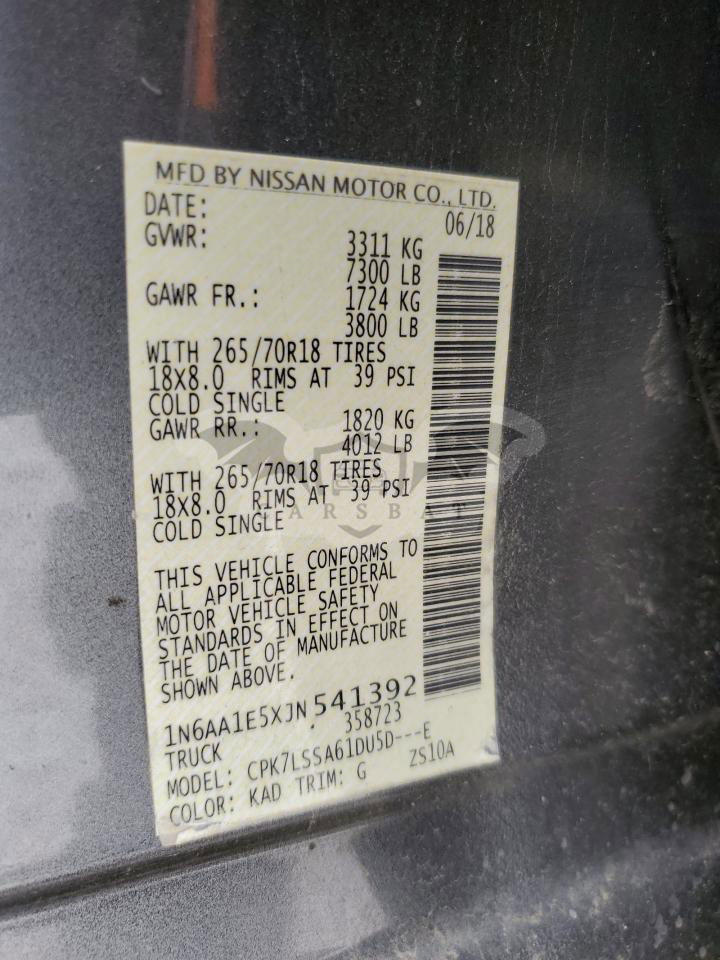 MFD BY NISSAN MOTOR CO., LTD.
DATE: 06/18
GVWR: 3311 KG
7300 LB
GAWR FR.: 1724 KG
3800 LB
WITH 265/70R18 TIRES
18X8.0 RIMS AT 39 PSI
COLD SINGLE
GAWR RR.: 1820 KG
4012 LB
WITH 265/70R18 TIRES
18X8.0 RIMS AT 39 PSI
COLD SINGLE
ARSBAT
THIS VEHICLE CONFORMS TO
ALL APPLICABLE FEDERAL
MOTOR VEHICLE SAFETY
STANDARDS IN EFFECT ON
THE DATE OF MANUFACTURE
SHOWN ABOVE.
1N6AA1E5XJN541392
TRUCK 358723
MODEL: CPK7LSSA61DU5D---E
COLOR: KAD TRIM: G ZS10A